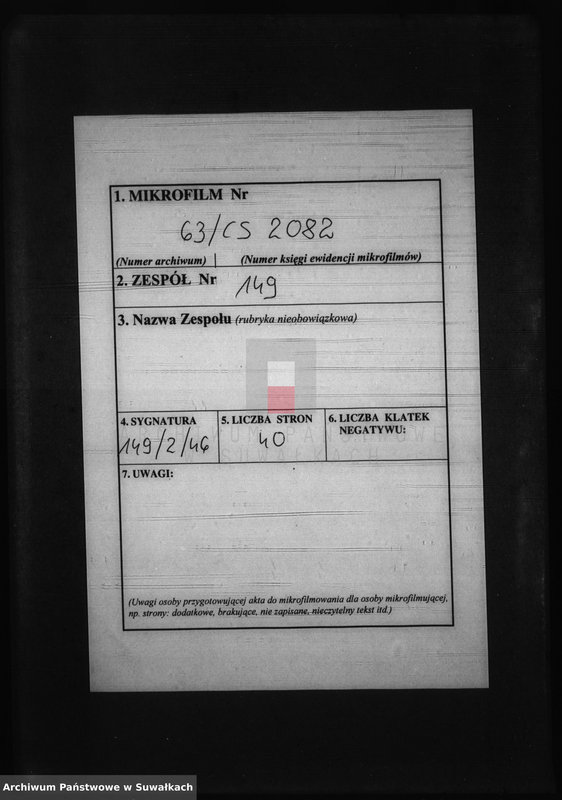 1. MIKROFILM Nr
63/CS 2082
(Numer archiwum) | (Numer księgi ewidencji mikrofilmów)
2. ZESPÓŁ Nr 149
3. Nazwa Zespołu (rubryka nieobowiązkowa)
4. SYGNATURA
149/2/46
5. LICZBA STRON
40
6. LICZBA KLATEK
NEGATYWU:
7. UWAGI:
(Uwagi osoby przygotowującej akta do mikrofilmowania dla osoby mikrofilmującej,
np. strony: dodatkowe, brakujące, nie zapisane, nieczytelny tekst itd.)
Archiwum Państwowe w Suwałkach